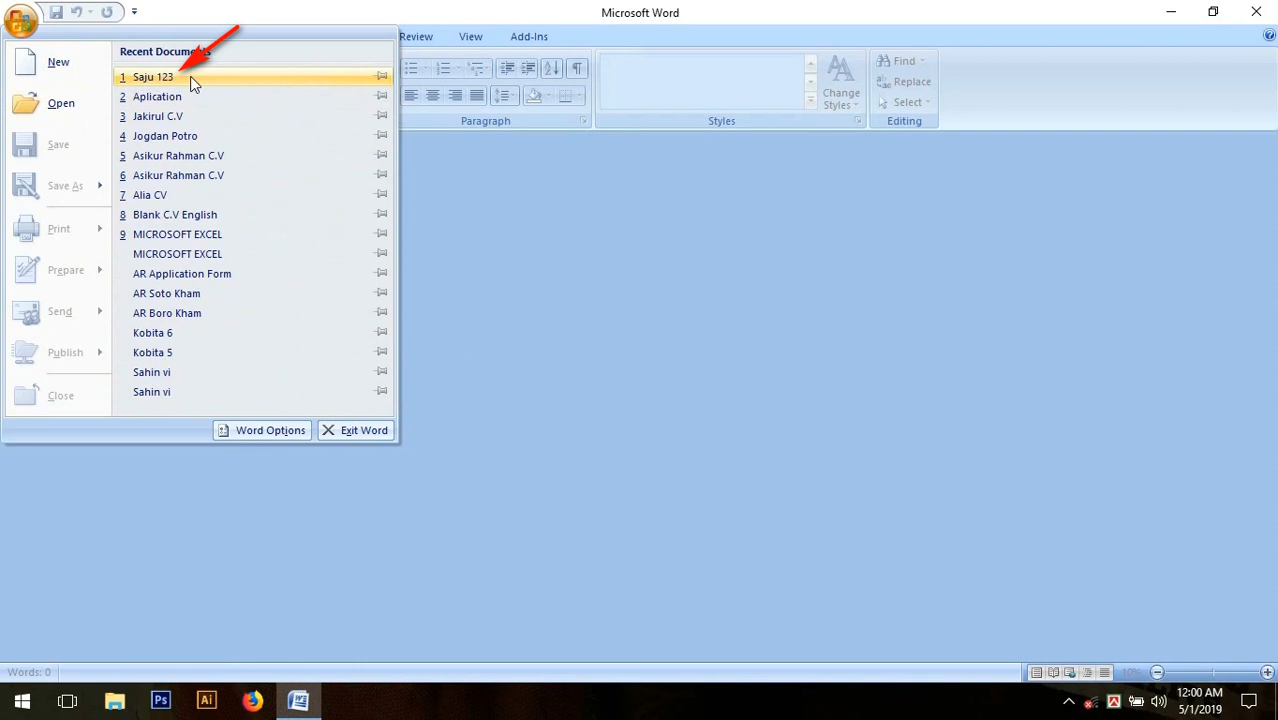 Microsoft Word
Review View Add-Ins
New
Open
Save
Save As
Print
Prepare
Send
Publish
Close
Recent Documents
1 Saju 123
2 Aplication
3 Jakirul C.V
4 Jogdan Potro
5 Asikur Rahman C.V
6 Asikur Rahman C.V
7 Alia CV
8 Blank C.V English
9 MICROSOFT EXCEL
MICROSOFT EXCEL
AR Application Form
AR Soto Kham
AR Boro Kham
Kobita 6
Kobita 5
Sahin vi
Sahin vi
Word Options Exit Word
Paragraph
Change
Styles
Styles
Find
Replace
Select
Editing
Words: 0
Ps Ai
12:00 AM
5/1/2019